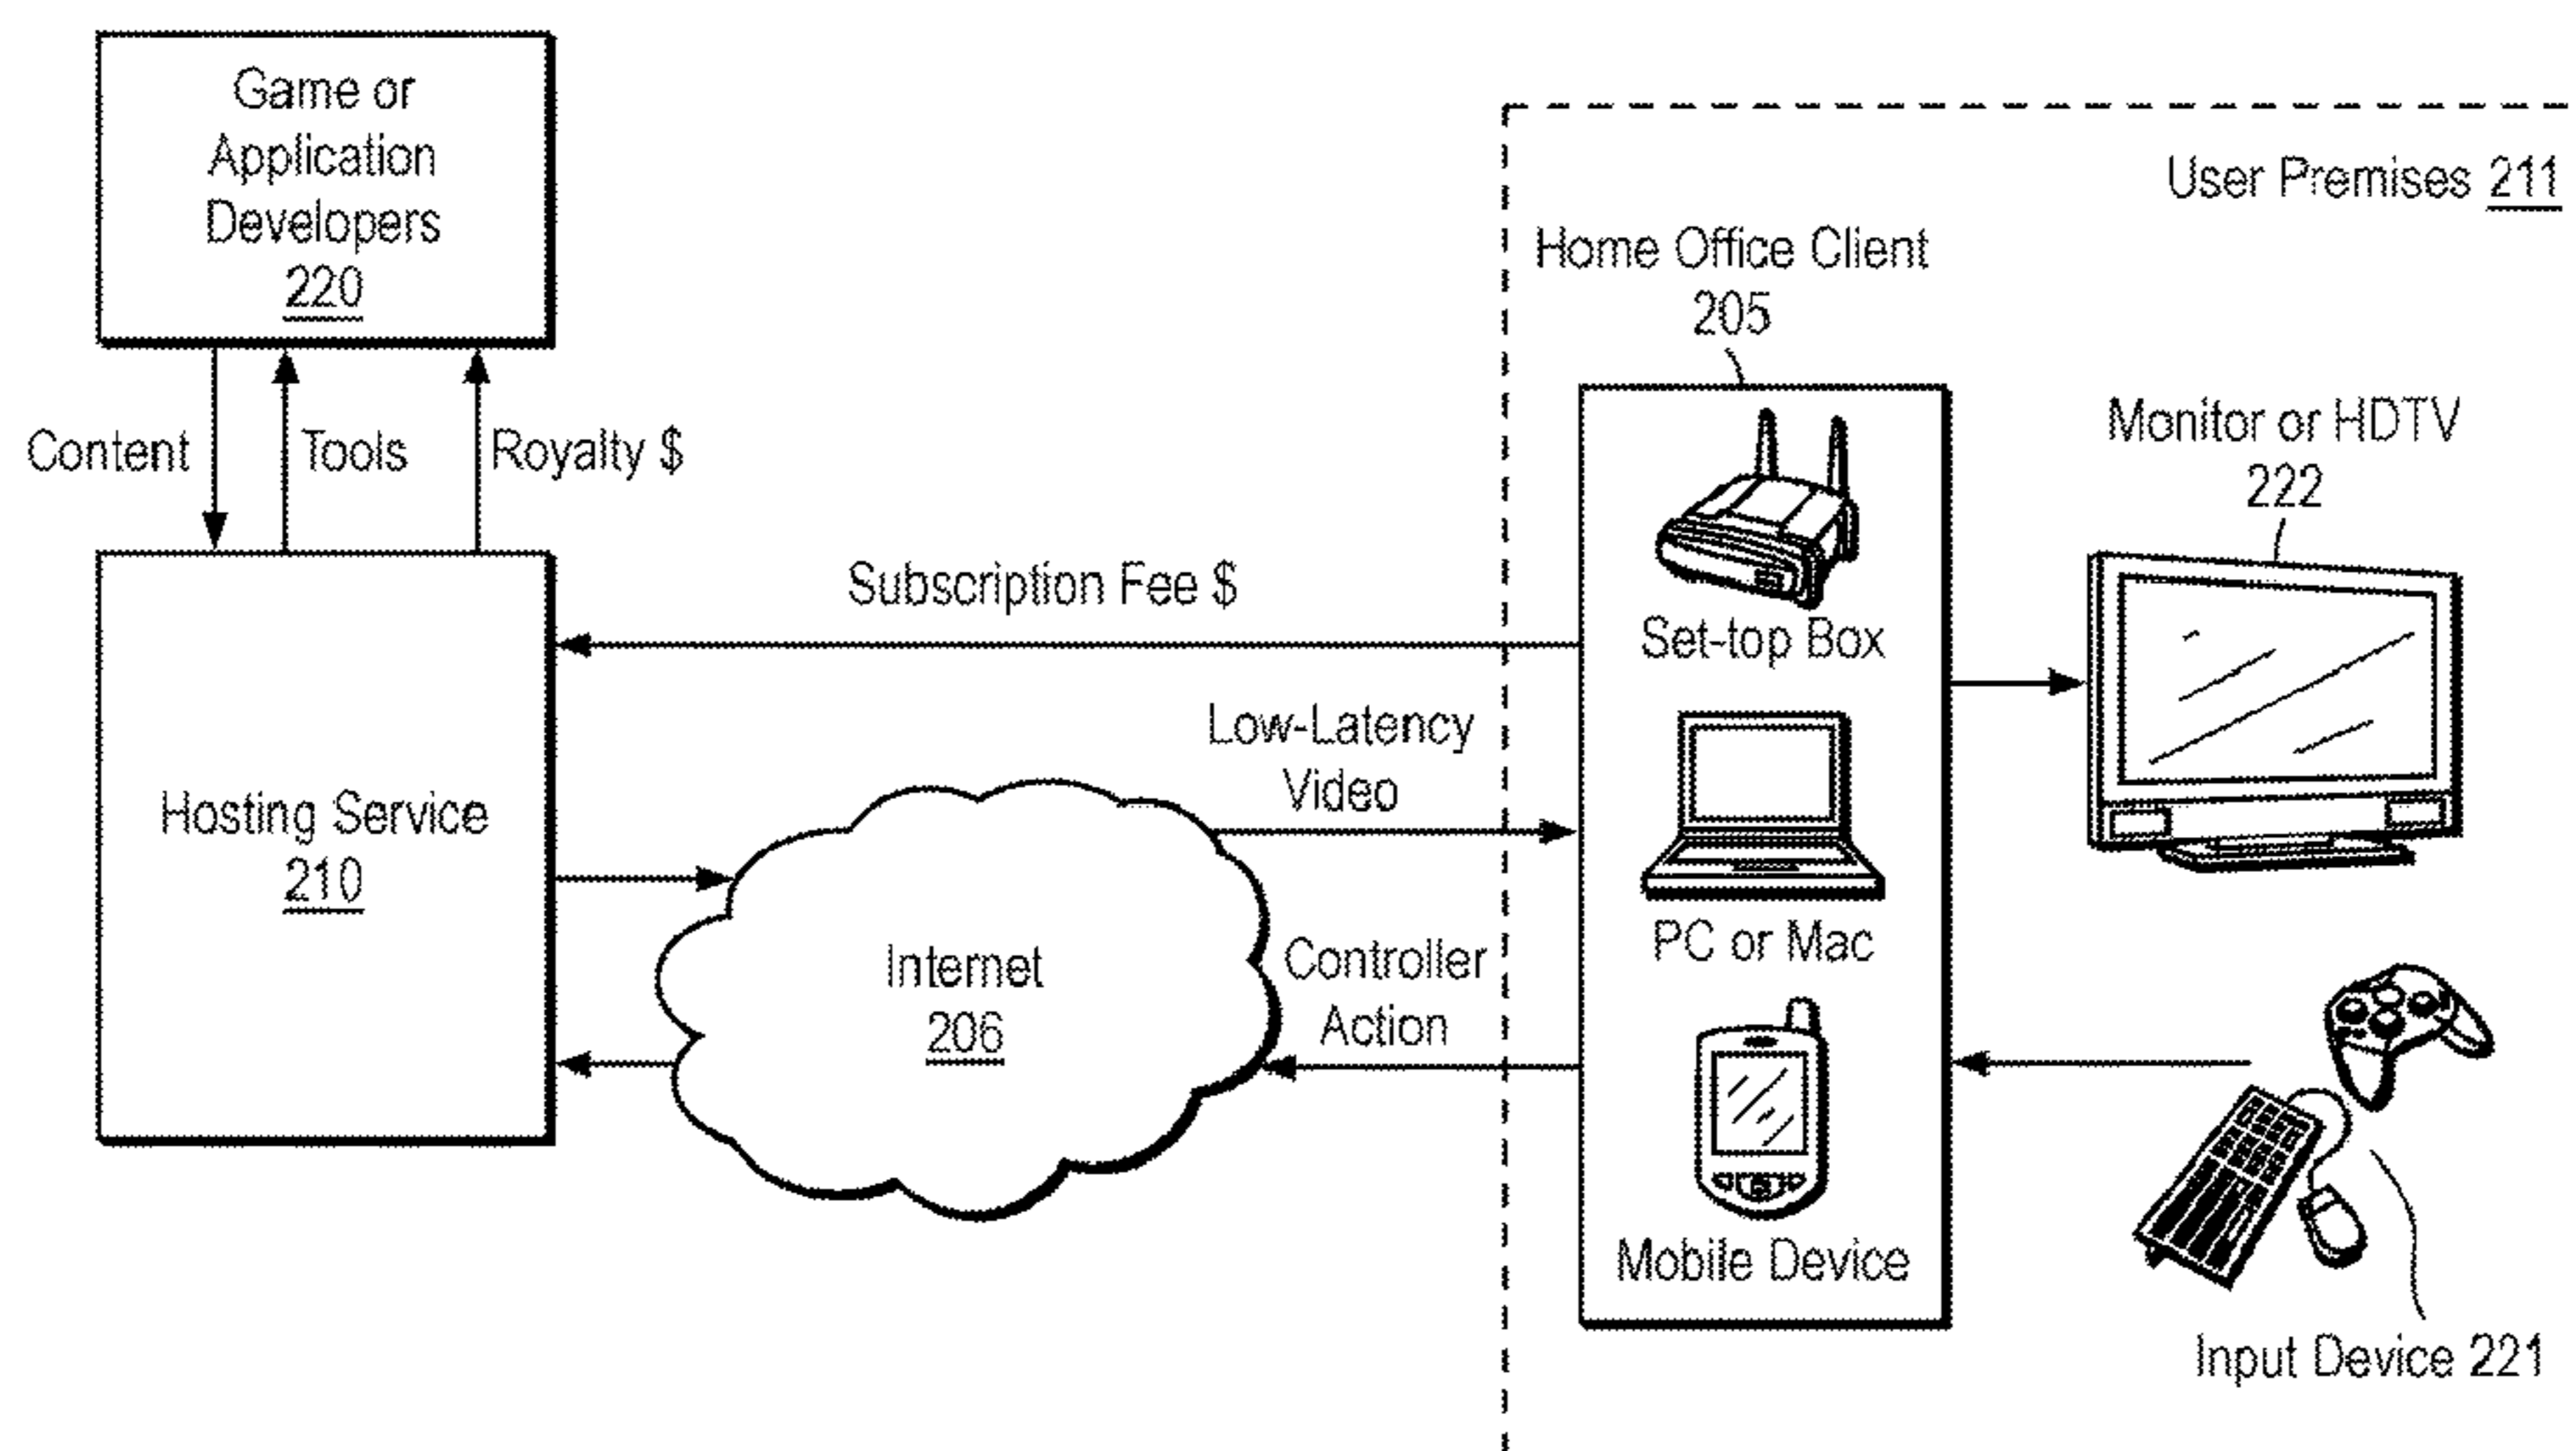 Game or
Application
Developers
220
Content
Tools
Royalty $
User Premises 211
Home Office Client
205
Monitor or HDTV
222
Subscription Fee $
Set-top Box
Low-Latency
Video
Hosting Service
210
PC or Mac
Internet
206
Controller
Action
Mobile Device
Input Device 221